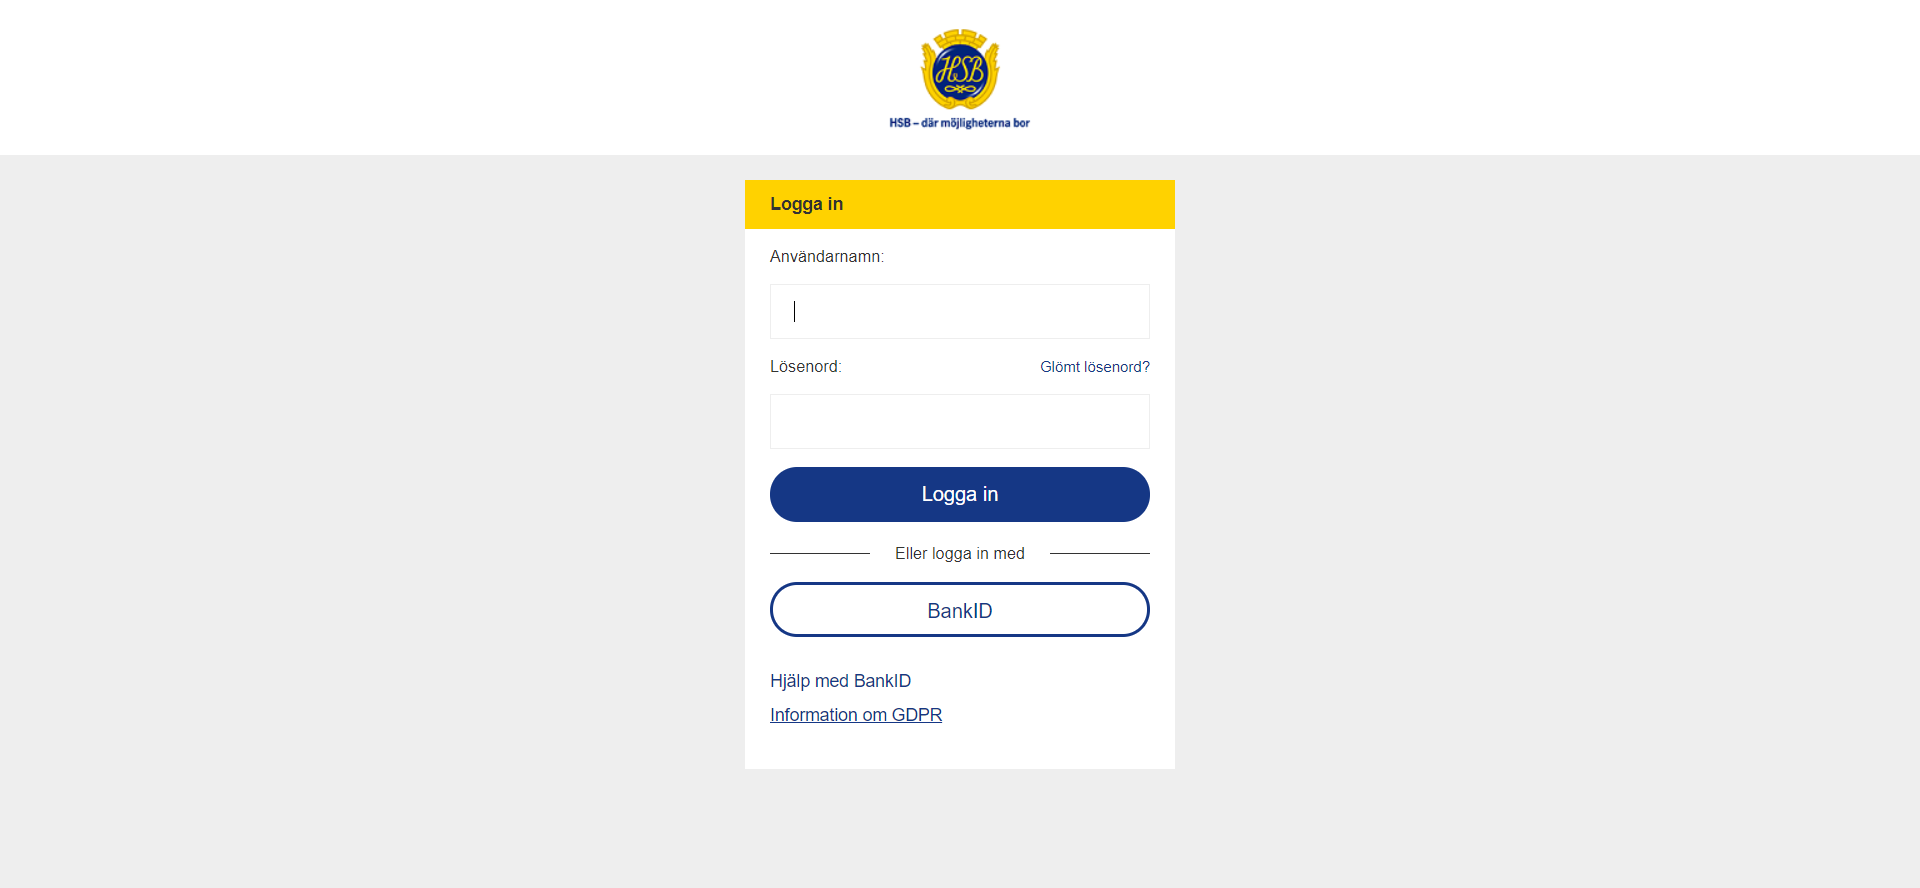 HSB
HSB – där möjligheterna bor
Logga in
Användarnamn:
Lösenord:
Glömt lösenord?
Logga in
Eller logga in med
BankID
Hjälp med BankID
Information om GDPR